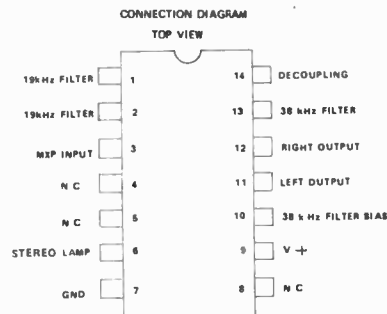 CONNECTION DIAGRAM
TOP VIEW
19kHz FILTER 1 14 DECOUPLING
19kHz FILTER 2 13 38 kHz FILTER
MXP INPUT 3 12 RIGHT OUTPUT
N C 4 11 LEFT OUTPUT
N C 5 10 38 k Hz FILTER BIAS
STEREO LAMP 6 9 V +
GND 7 8 N C